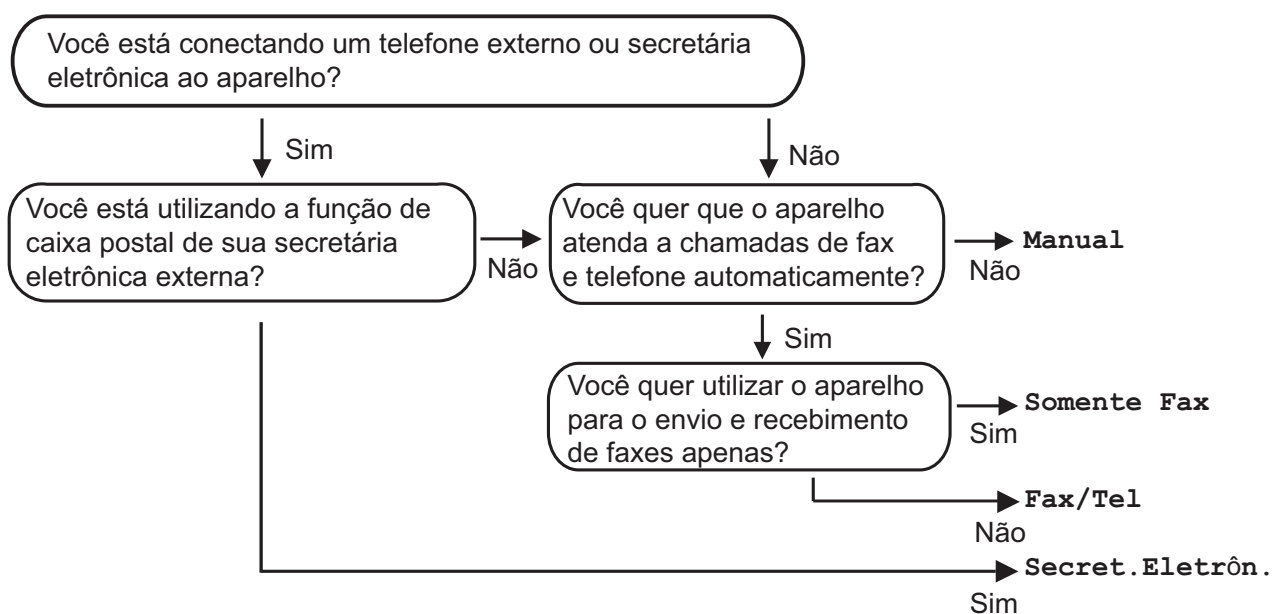 Você está conectando um telefone externo ou secretária
eletrônica ao aparelho?
Sim
Não
Você está utilizando a função de
caixa postal de sua secretária
eletrônica externa?
Não
Você quer que o aparelho
atenda a chamadas de fax
e telefone automaticamente?
Manual
Não
Sim
Você quer utilizar o aparelho
para o envio e recebimento
de faxes apenas?
Somente Fax
Sim
Fax/Tel
Não
Secret.Eletrôn.
Sim